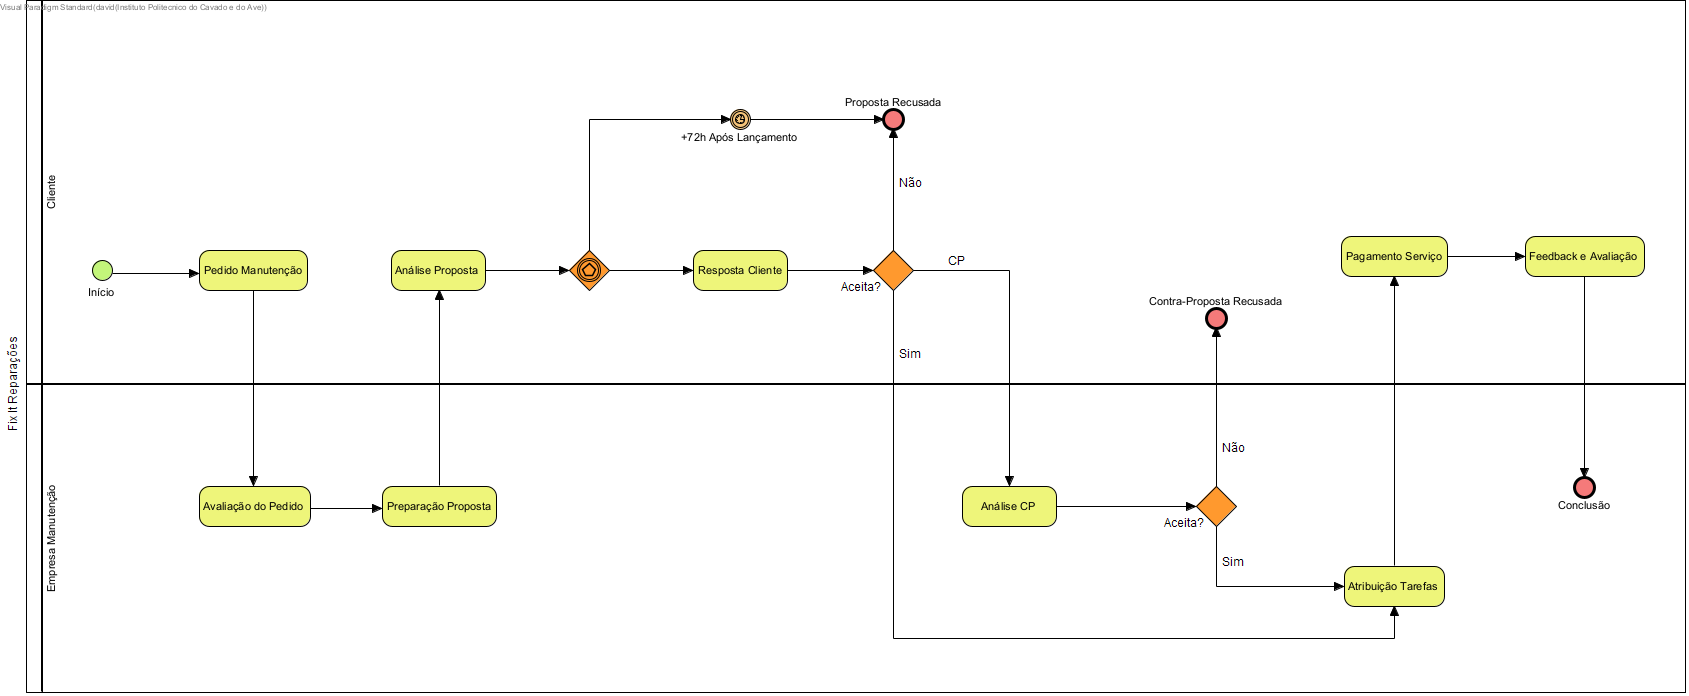 Visual Paradigm Standard(david(Instituto Politecnico do Cavado e do Ave))
Fix It Reparações
Cliente
Proposta Recusada
+72h Após Lançamento
Não
Início
Pedido Manutenção
Análise Proposta
Resposta Cliente
Aceita?
CP
Sim
Contra-Proposta Recusada
Pagamento Serviço
Feedback e Avaliação
Empresa Manutenção
Avaliação do Pedido
Preparação Proposta
Análise CP
Não
Aceita?
Sim
Atribuição Tarefas
Conclusão